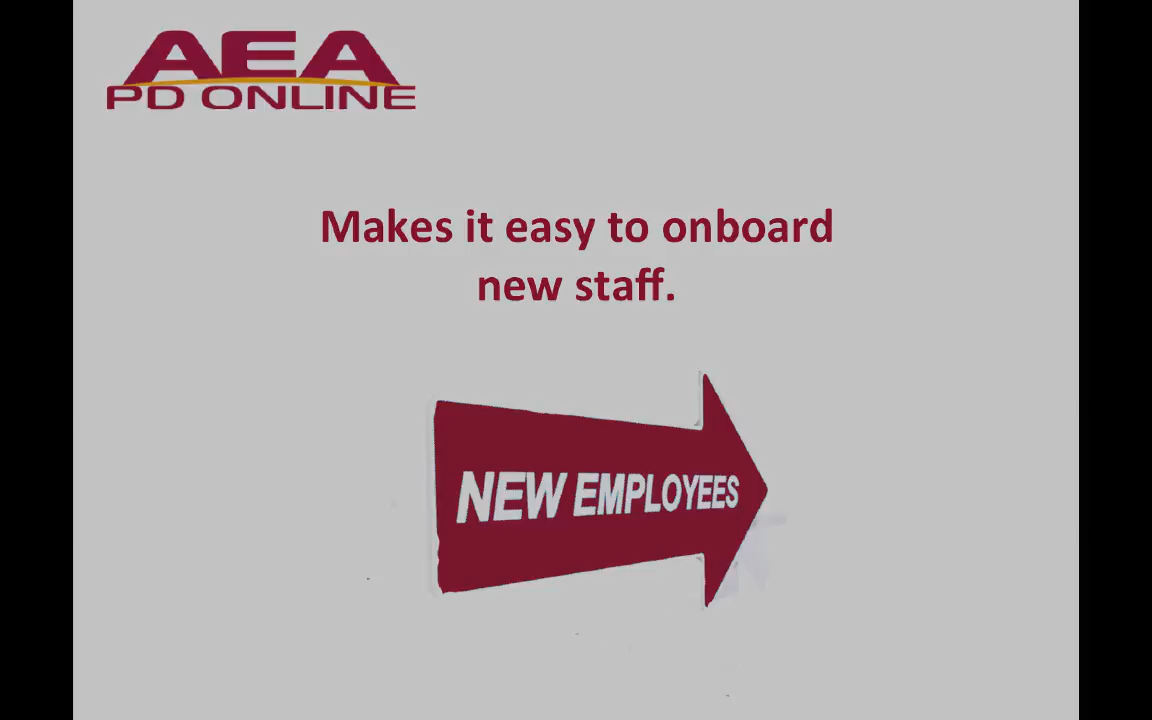 AEA
PD ONLINE
Makes it easy to onboard
new staff.
NEW EMPLOYEES